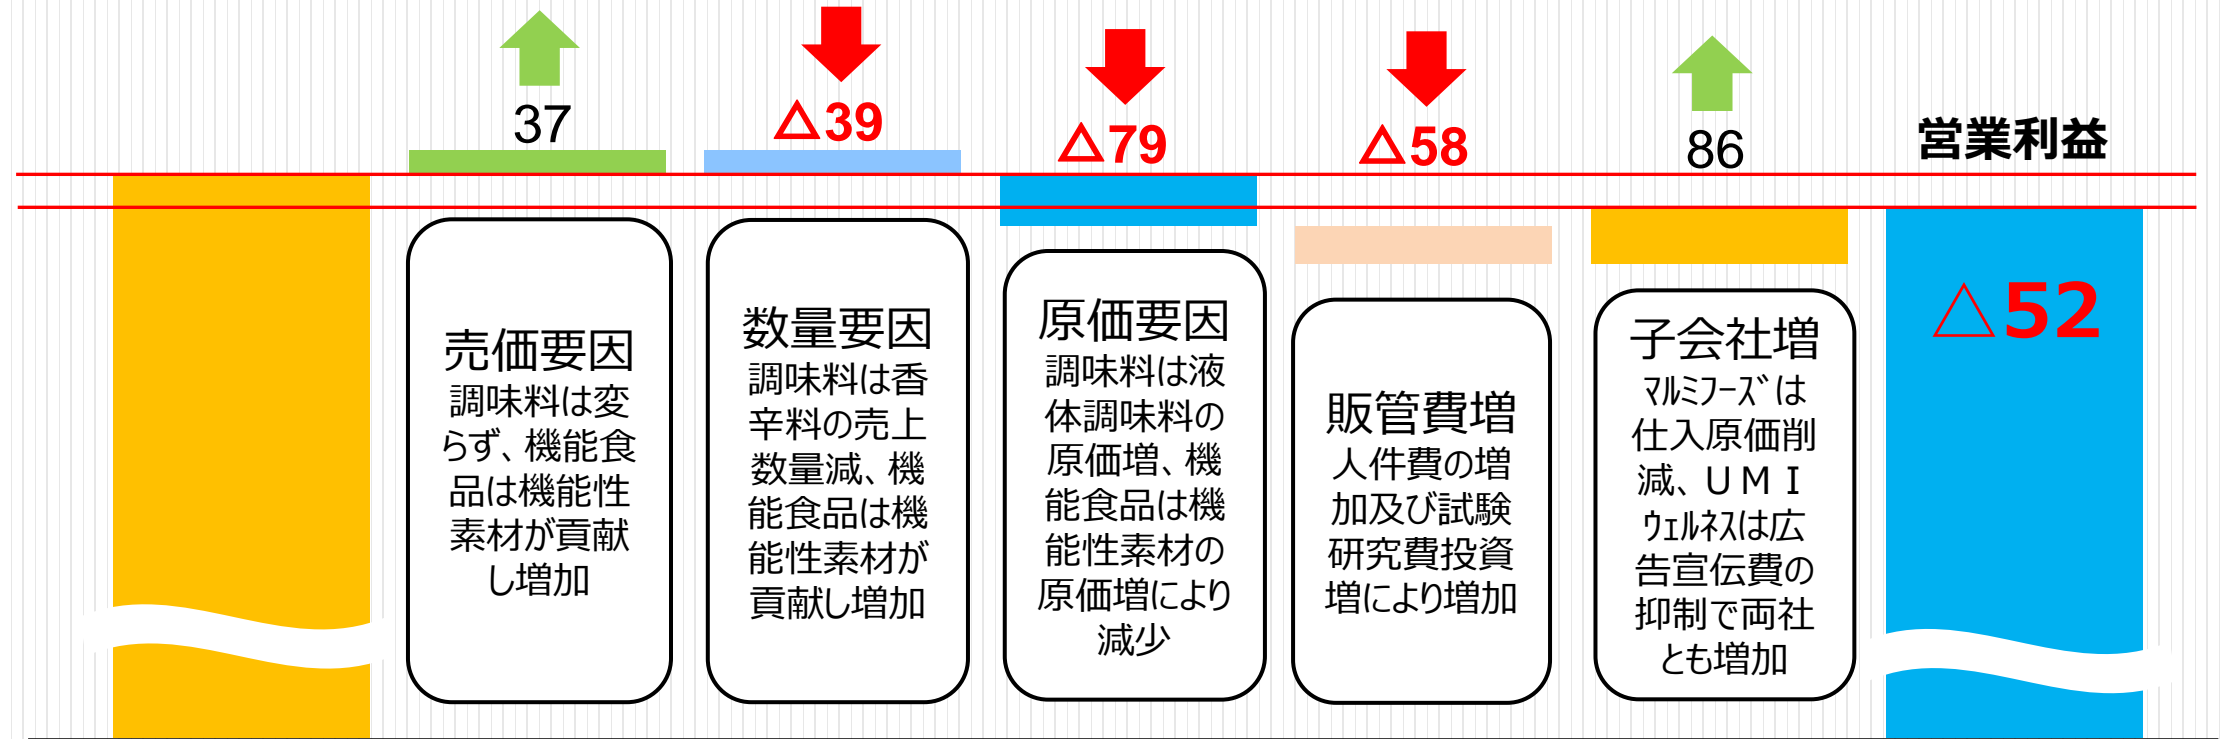 37
△39
△79
△58
86
営業利益
売価要因
調味料は変
らず、機能食
品は機能性
素材が貢献
し増加
数量要因
調味料は香
辛料の売上
数量減、機
能食品は機
能性素材が
貢献し増加
原価要因
調味料は液
体調味料の
原価増、機
能食品は機
能性素材の
原価増により
減少
販管費増
人件費の増
加及び試験
研究費投資
増により増加
子会社増
ﾏﾙﾐﾌｰｽﾞは
仕入原価削
減、ＵＭＩ
ｳｪﾙﾈｽは広
告宣伝費の
抑制で両社
とも増加
△52